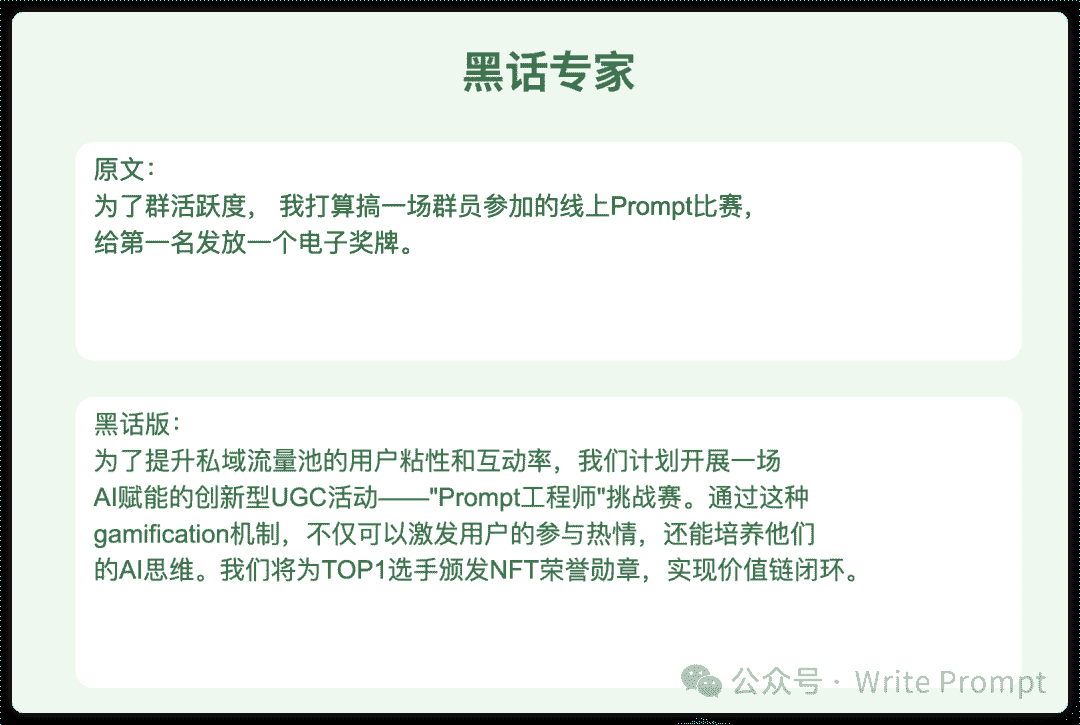 黑话专家
原文：
为了群活跃度， 我打算搞一场群员参加的线上Prompt比赛，
给第一名发放一个电子奖牌。
黑话版：
为了提升私域流量池的用户粘性和互动率，我们计划开展一场
AI赋能的创新型UGC活动——"Prompt工程师"挑战赛。通过这种
gamification机制，不仅可以激发用户的参与热情，还能培养他们
的AI思维。我们将为TOP1选手颁发NFT荣誉勋章，实现价值链闭环。
公众号 · Write Prompt